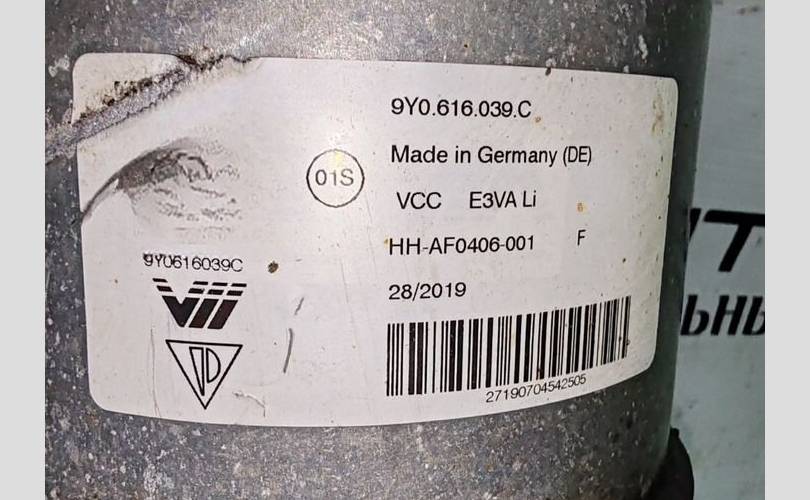 9Y0.616.039.C
Made in Germany (DE)
01S
VCC E3VA Li
HH-AF0406-001 F
9Y0616039C
28/2019
27190704542505